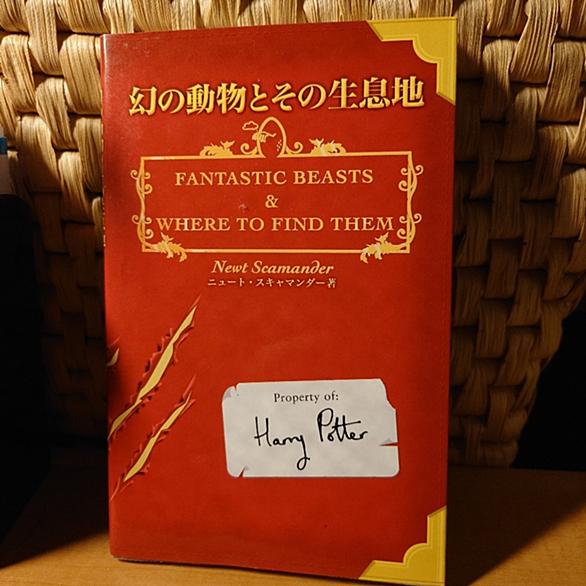 幻の動物とその生息地
FANTASTIC BEASTS
&
WHERE TO FIND THEM
Newt Scamander
ニュート・スキャマンダー著
Property of:
Harry Potter